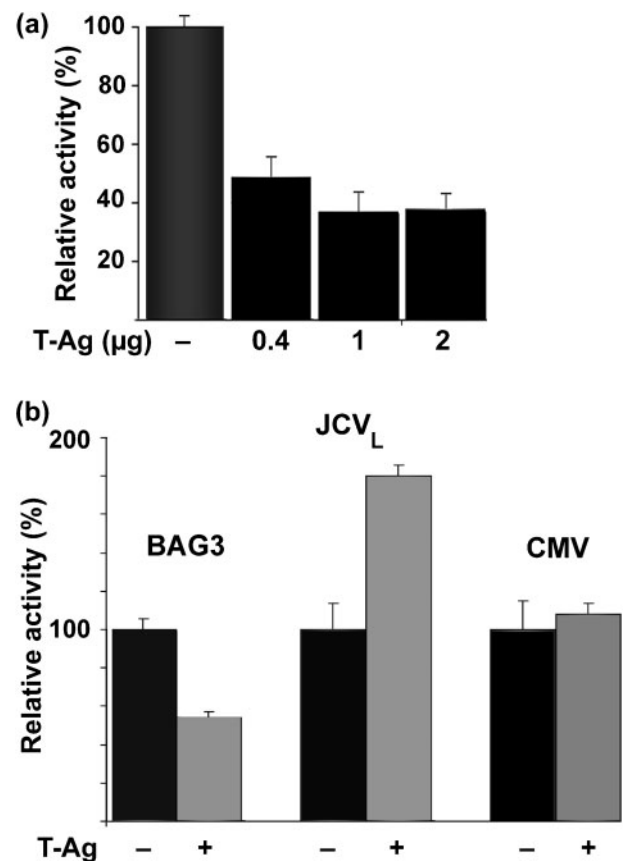 (a)
Relative activity (%)
100
80
60
40
20
T-Ag (µg) – 0.4 1 2
(b)
Relative activity (%)
200
100
BAG3
JCVL
CMV
T-Ag – + – + – +